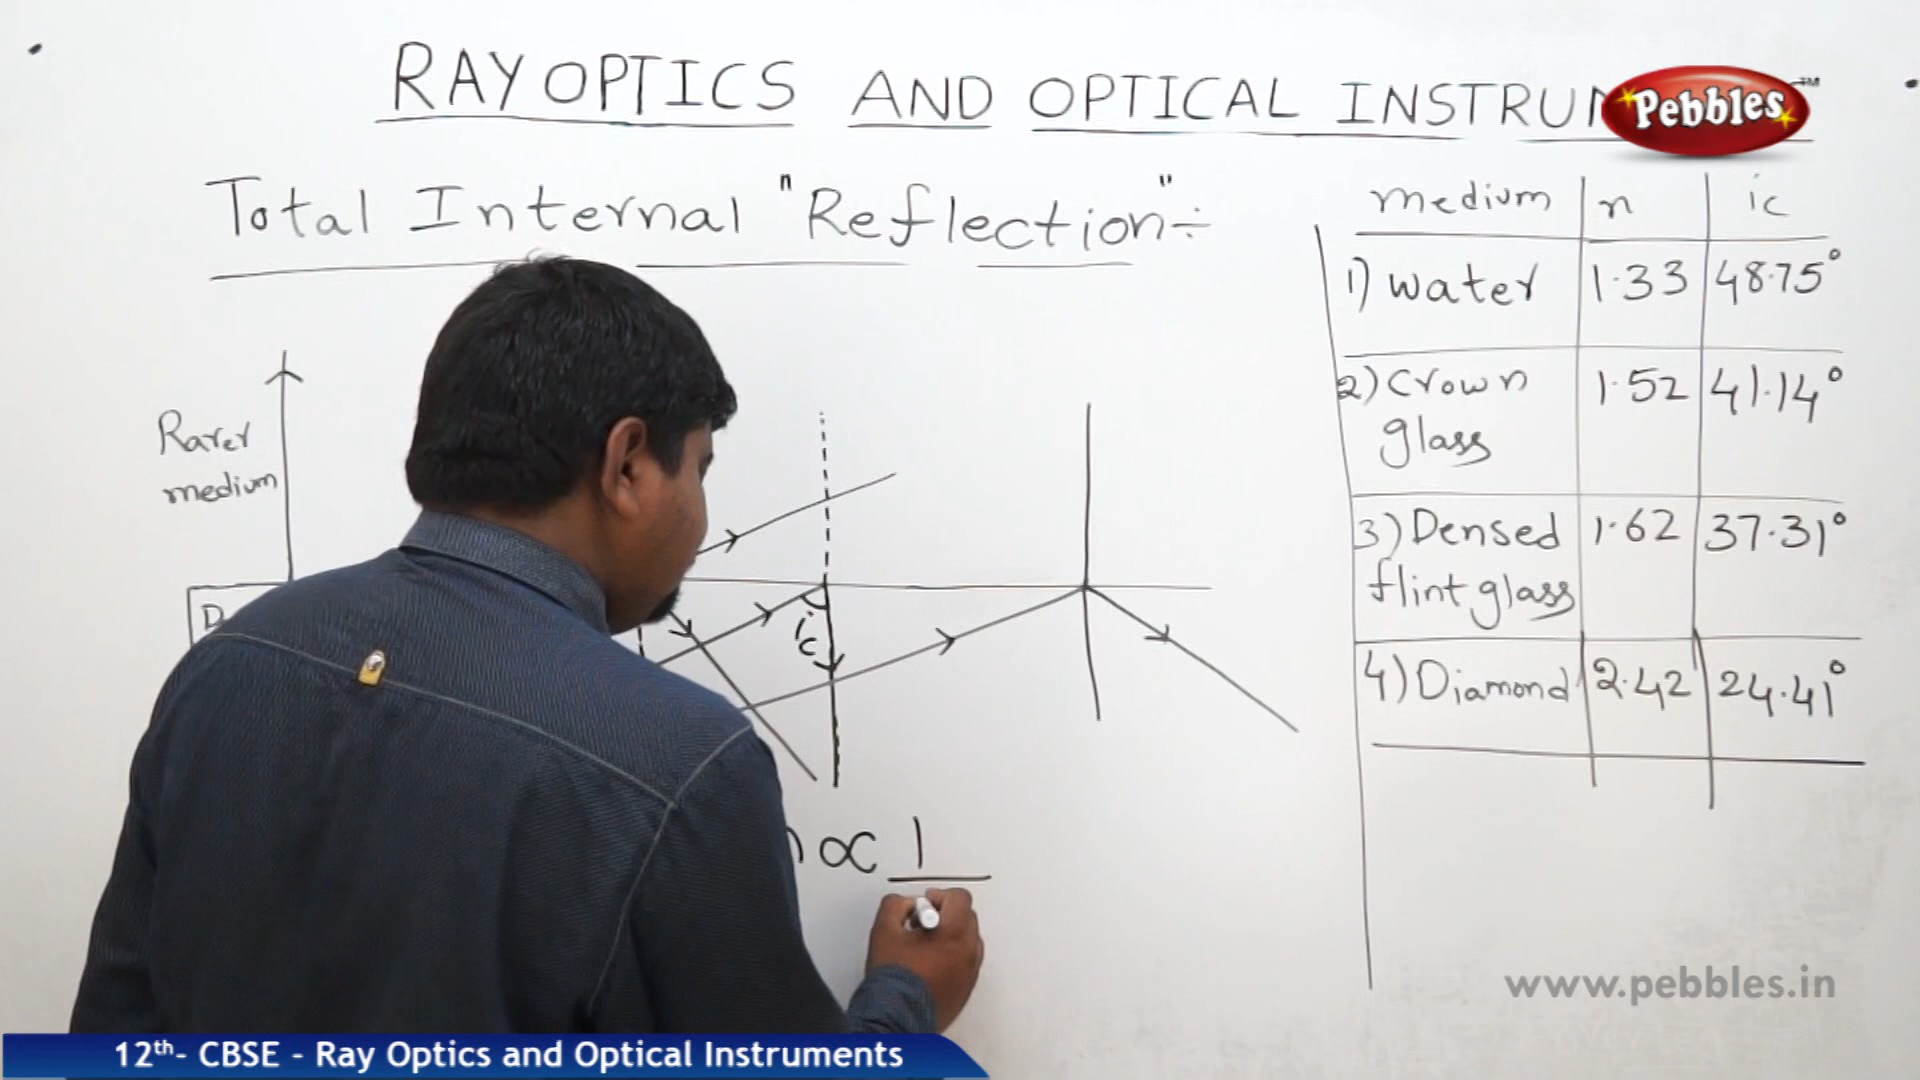 RAY OPTICS AND OPTICAL INSTRUM
Pebbles™
Total Internal "Reflection" ÷
medium n ic
1) water 1.33 48.75°
2) Crown glass 1.52 41.14°
3) Densed flint glass 1.62 37.31°
4) Diamond 2.42 24.41°
Rarer
medium
D
ic
n ∝ 1
www.pebbles.in
12th- CBSE - Ray Optics and Optical Instruments